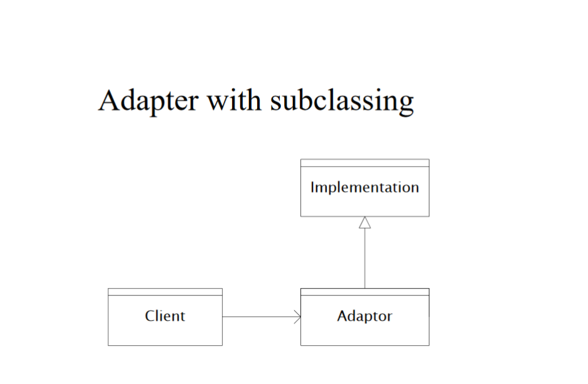 Adapter with subclassing
Implementation
Client
Adaptor